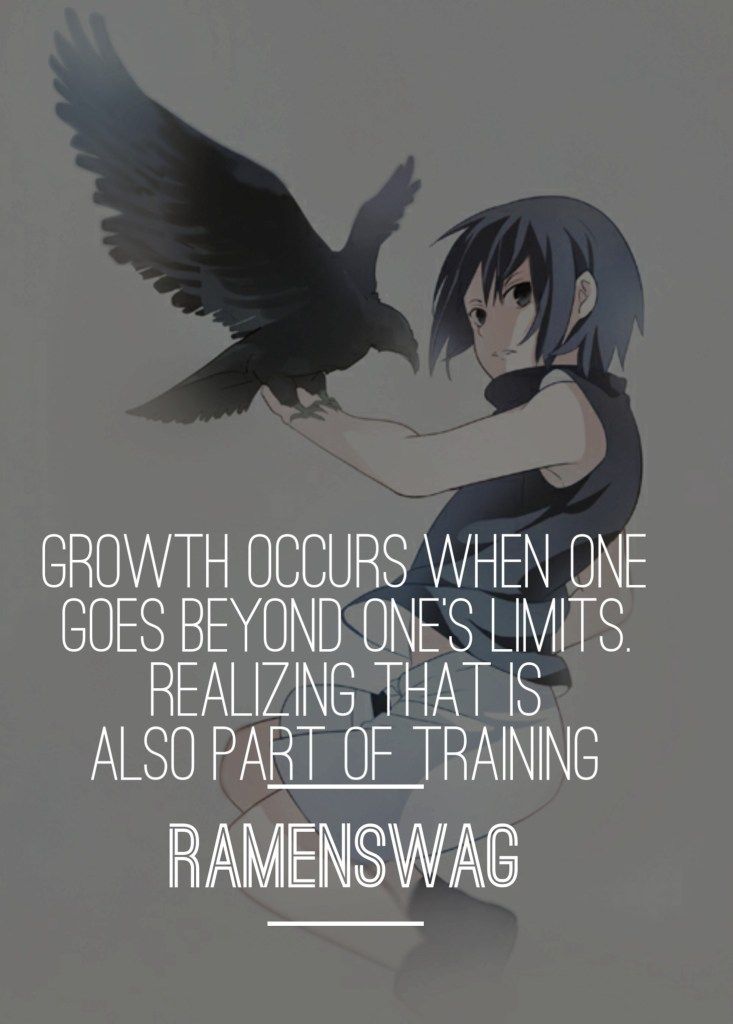 GROWTH OCCURS WHEN ONE
GOES BEYOND ONE'S LIMITS.
REALIZING THAT IS
ALSO PART OF TRAINING
RAMENSWAG